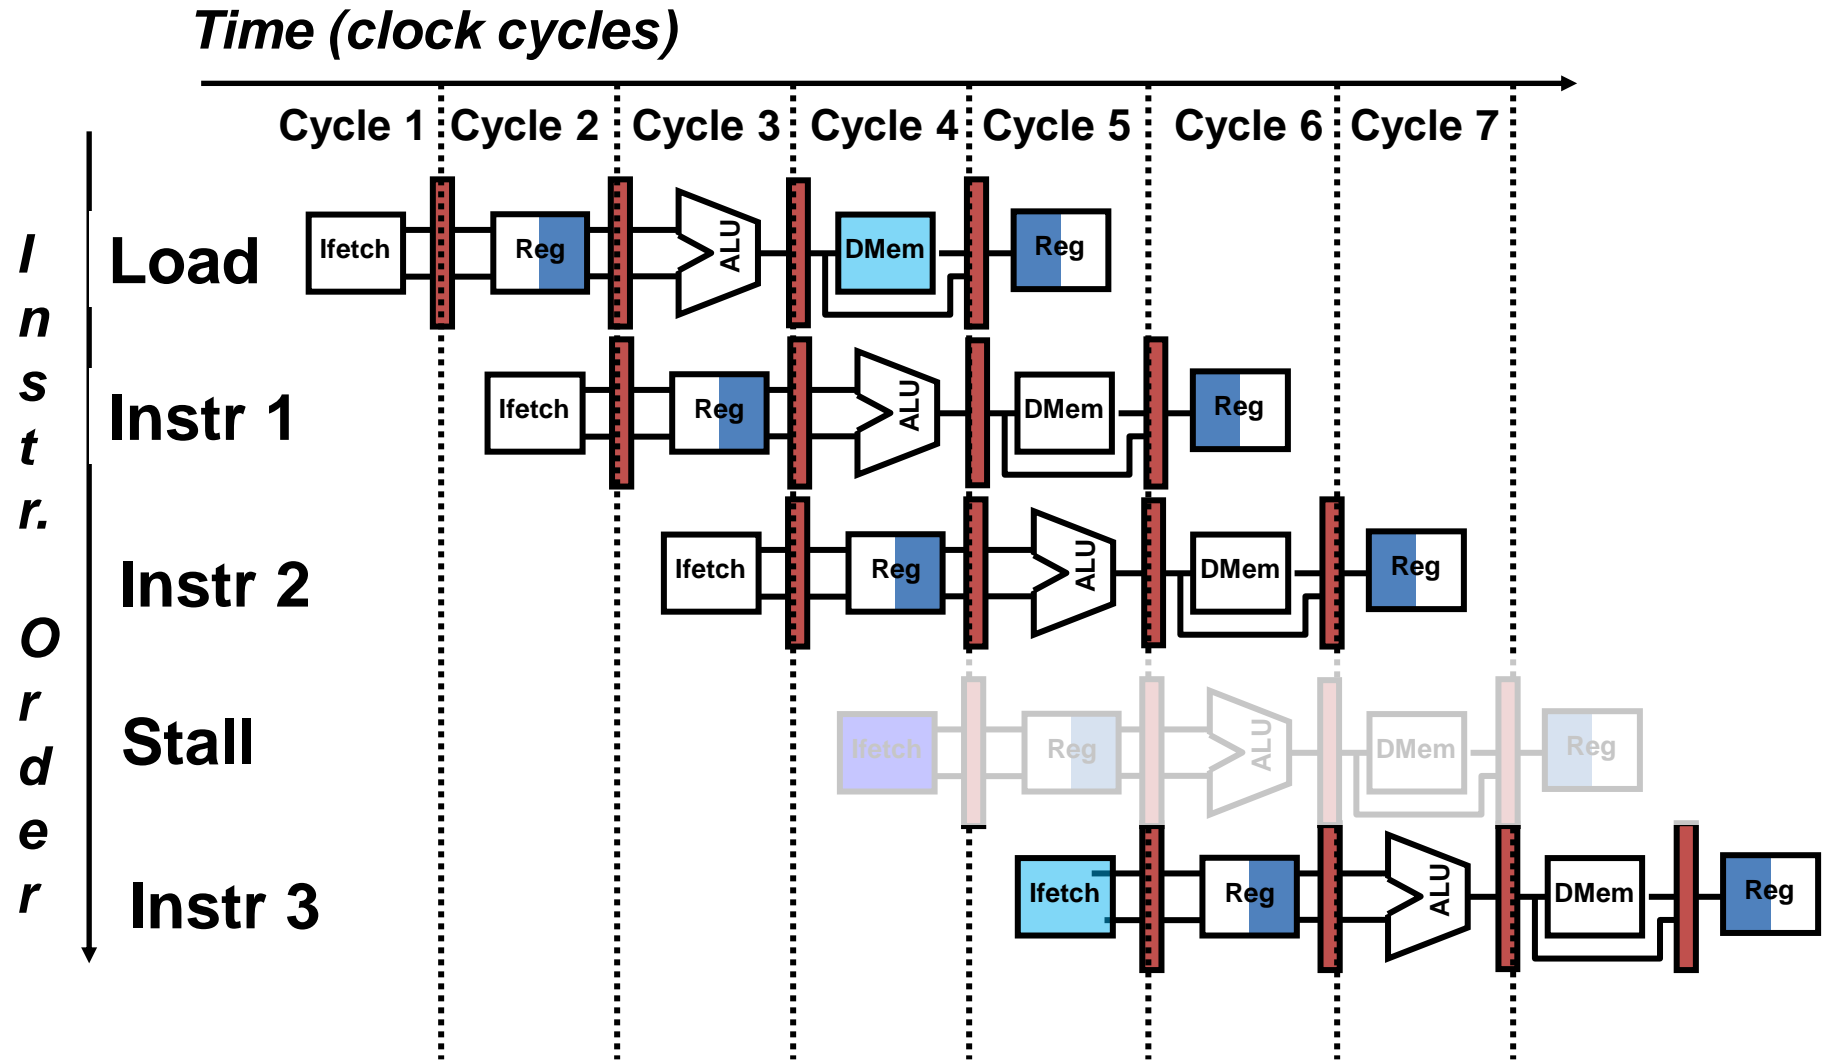 Time (clock cycles)
Cycle 1 Cycle 2 Cycle 3 Cycle 4 Cycle 5 Cycle 6 Cycle 7
Instr. Order
Load Ifetch Reg ALU DMem Reg
Instr 1 Ifetch Reg ALU DMem Reg
Instr 2 Ifetch Reg ALU DMem Reg
Stall Ifetch Reg ALU DMem Reg
Instr 3 Ifetch Reg ALU DMem Reg